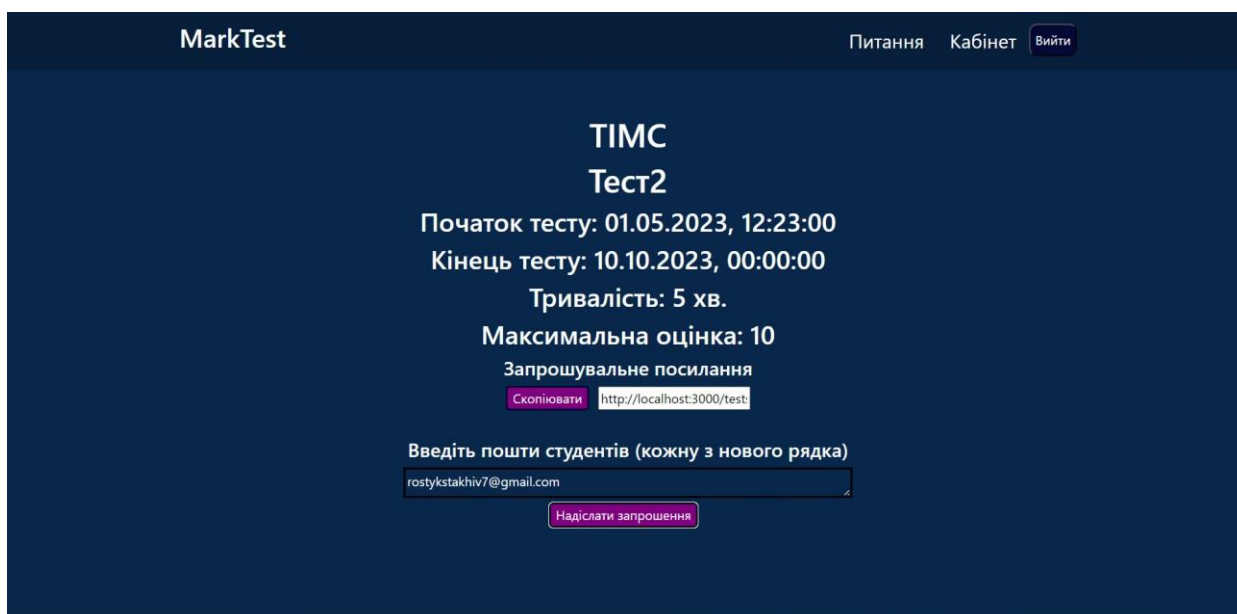 MarkTest
Питання Кабінет Вийти
ТІМС
Тест2
Початок тесту: 01.05.2023, 12:23:00
Кінець тесту: 10.10.2023, 00:00:00
Тривалість: 5 хв.
Максимальна оцінка: 10
Запрошувальне посилання
Скопіювати http://localhost:3000/test
Введіть пошти студентів (кожну з нового рядка)
rostykstakhiv7@gmail.com
Надіслати запрошення